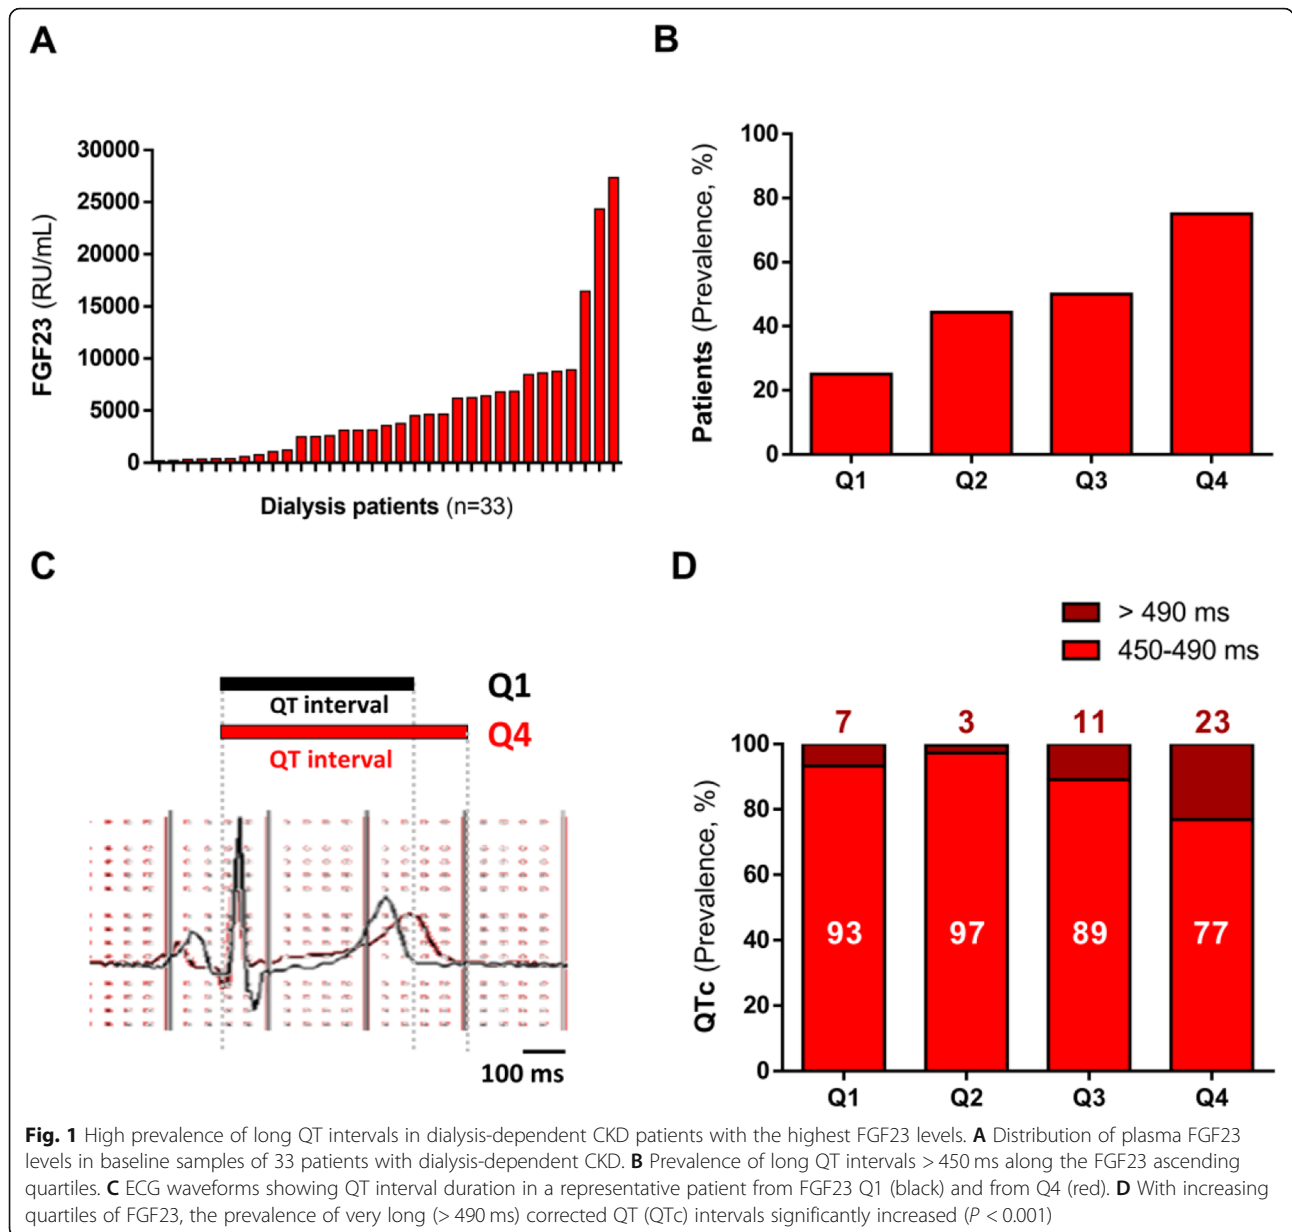 A
30000
25000
20000
15000
10000
5000
0
FGF23 (RU/mL)
Dialysis patients (n=33)
B
100
80
60
40
20
0
Patients (Prevalence, %)
Q1 Q2 Q3 Q4
C
Q1
QT interval
Q4
QT interval
100 ms
D
> 490 ms
450-490 ms
7 3 11 23
100
80
60
40
20
0
QTc (Prevalence, %)
93 97 89 77
Q1 Q2 Q3 Q4
Fig. 1 High prevalence of long QT intervals in dialysis-dependent CKD patients with the highest FGF23 levels. A Distribution of plasma FGF23
levels in baseline samples of 33 patients with dialysis-dependent CKD. B Prevalence of long QT intervals > 450 ms along the FGF23 ascending
quartiles. C ECG waveforms showing QT interval duration in a representative patient from FGF23 Q1 (black) and from Q4 (red). D With increasing
quartiles of FGF23, the prevalence of very long (> 490 ms) corrected QT (QTc) intervals significantly increased (P < 0.001)